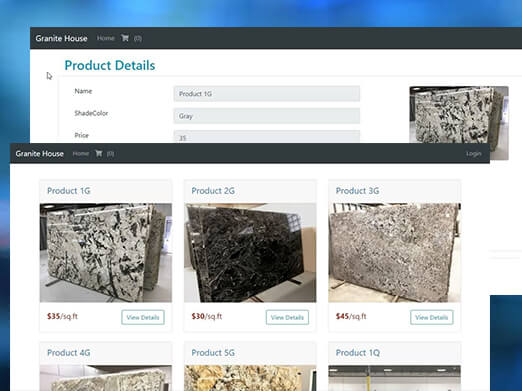 Granite House Home (0)
Product Details
Name Product 1G
ShadeColor Gray
Price 35
Granite House Home (0) Login
Product 1G Product 2G Product 3G
$35/sq.ft View Details $30/sq.ft View Details $45/sq.ft View Details
Product 4G Product 5G Product 1Q